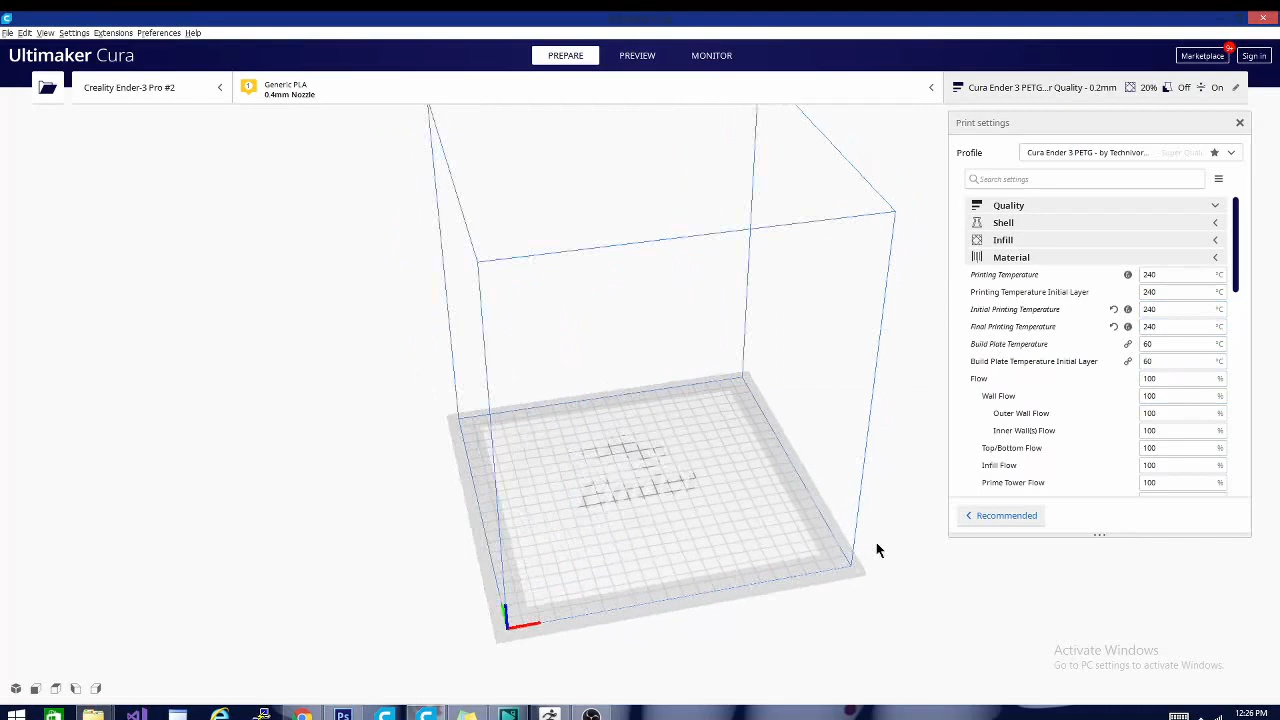 File Edit View Settings Extensions Preferences Help
Ultimaker Cura
PREPARE PREVIEW MONITOR
Marketplace 9+ Sign in
Creality Ender-3 Pro #2
1 Generic PLA
0.4mm Nozzle
Cura Ender 3 PETG...r Quality - 0.2mm 20% Off On
Print settings
Profile Cura Ender 3 PETG - by Technivor...
Search settings
Quality
Shell
Infill
Material
Printing Temperature 240 °C
Printing Temperature Initial Layer 240 °C
Initial Printing Temperature 240 °C
Final Printing Temperature 240 °C
Build Plate Temperature 60 °C
Build Plate Temperature Initial Layer 60 °C
Flow 100 %
Wall Flow 100 %
Outer Wall Flow 100 %
Inner Wall(s) Flow 100 %
Top/Bottom Flow 100 %
Infill Flow 100 %
Prime Tower Flow 100 %
Recommended
Activate Windows
Go to PC settings to activate Windows.
12:26 PM